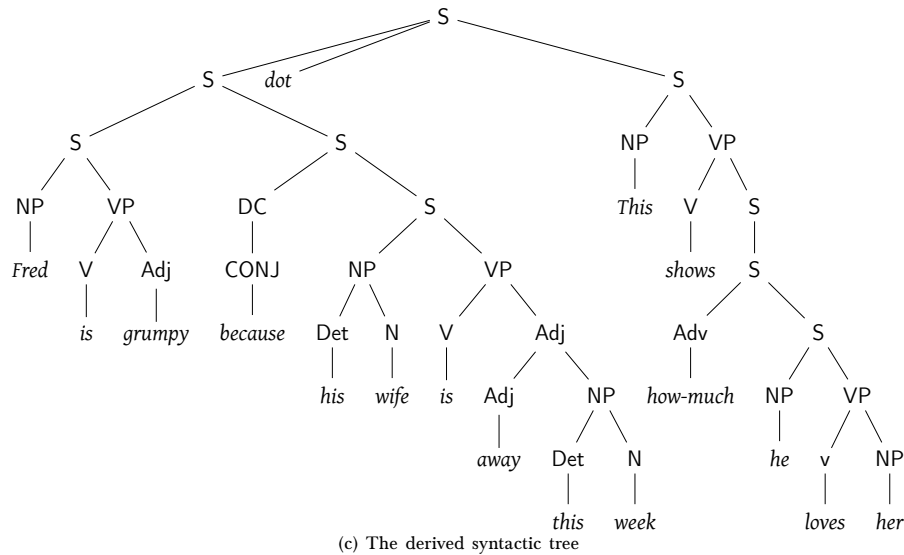 S
S dot S
S S NP VP
NP VP DC S This V S
Fred V Adj CONJ NP VP shows S
is grumpy because Det N V Adj Adv S
his wife is Adj NP how-much NP VP
away Det N he v NP
this week loves her
(c) The derived syntactic tree